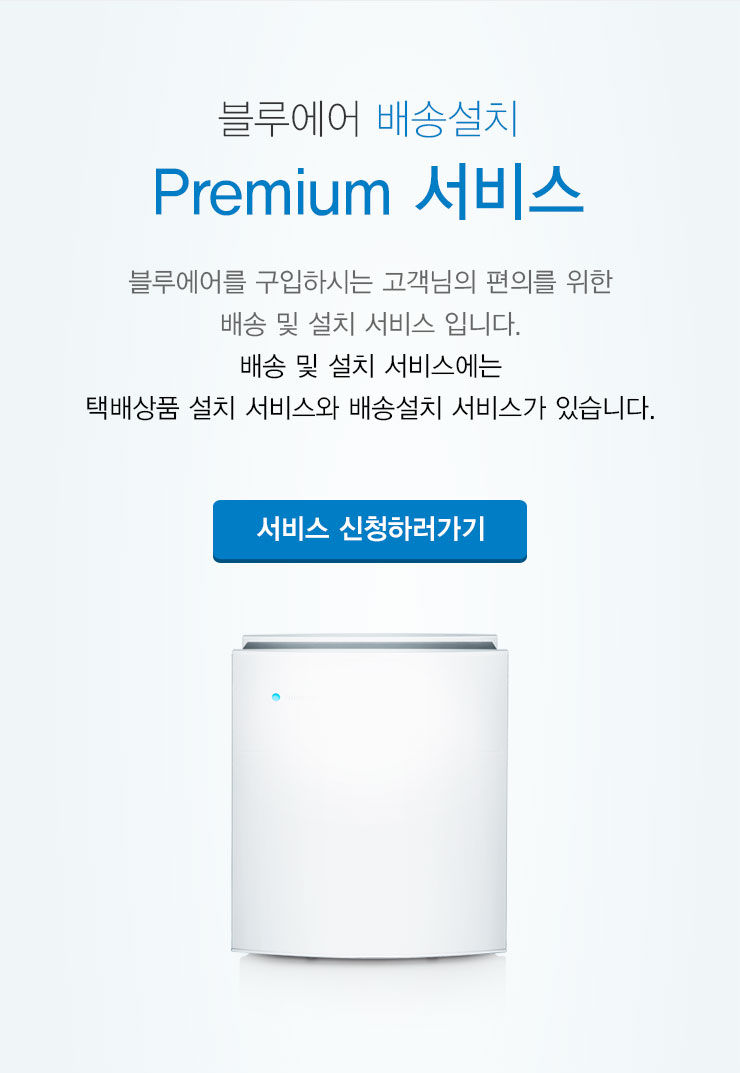 블루에어 배송설치
Premium 서비스
블루에어를 구입하시는 고객님의 편의를 위한
배송 및 설치 서비스 입니다.
배송 및 설치 서비스에는
택배상품 설치 서비스와 배송설치 서비스가 있습니다.
서비스 신청하러가기